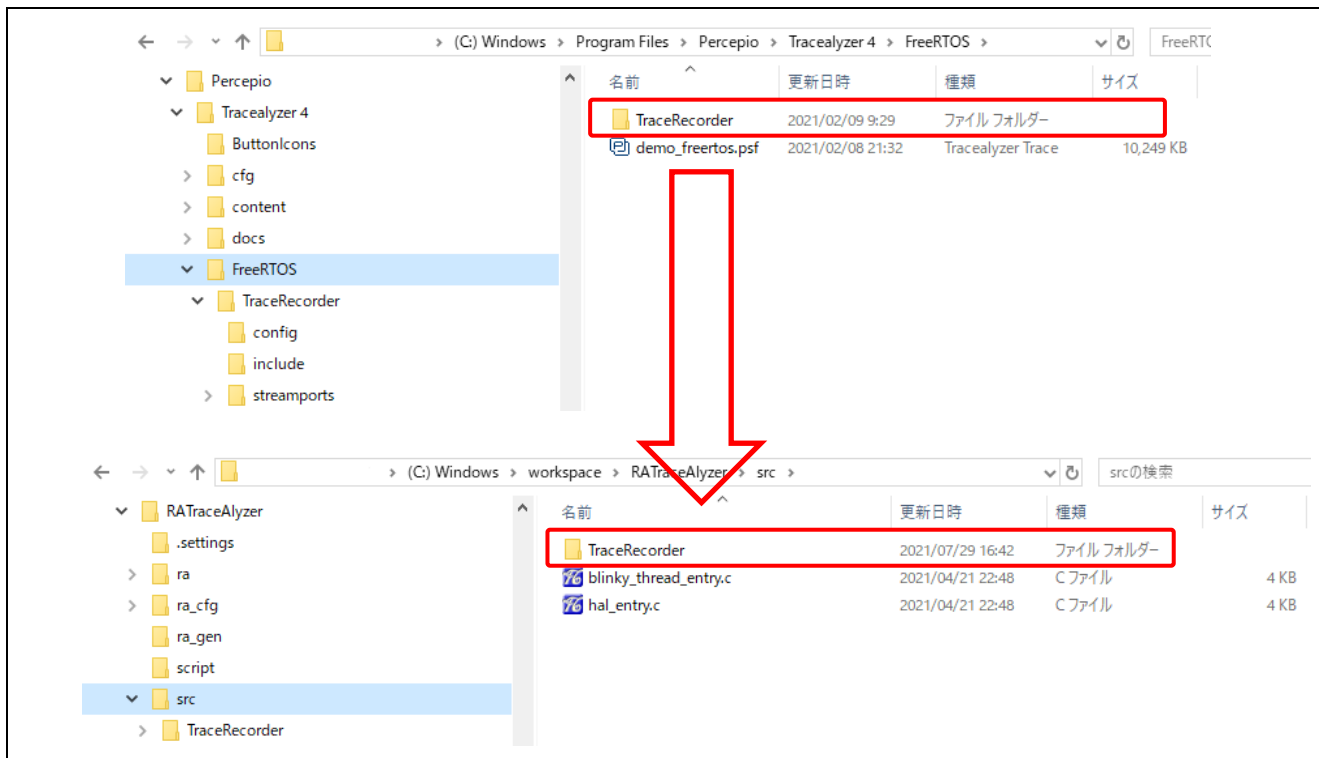 (C:) Windows > Program Files > Percepio > Tracealyzer 4 > FreeRTOS >
FreeRTO
Percepio
Tracealyzer 4
ButtonIcons
cfg
content
docs
FreeRTOS
TraceRecorder
config
include
streamports
名前 更新日時 種類 サイズ
TraceRecorder 2021/02/09 9:29 ファイル フォルダー
demo_freertos.psf 2021/02/08 21:32 Tracealyzer Trace 10,249 KB
(C:) Windows > workspace > RATraceAlyzer > src >
srcの検索
RATraceAlyzer
.settings
ra
ra_cfg
ra_gen
script
src
TraceRecorder
名前 更新日時 種類 サイズ
TraceRecorder 2021/07/29 16:42 ファイル フォルダー
blinky_thread_entry.c 2021/04/21 22:48 C ファイル 4 KB
hal_entry.c 2021/04/21 22:48 C ファイル 4 KB